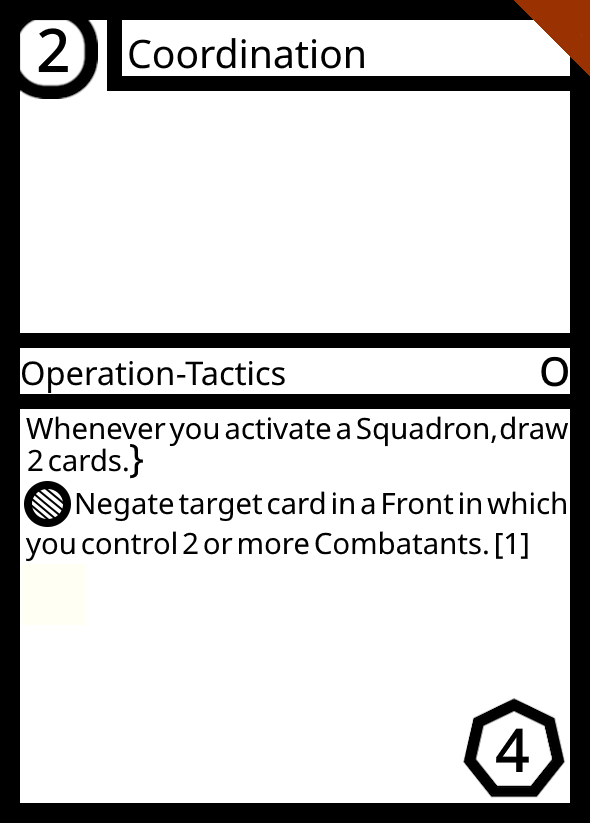 2
Coordination
Operation-Tactics
O
Whenever you activate a Squadron, draw
2 cards.}
Negate target card in a Front in which
you control 2 or more Combatants. [1]
4